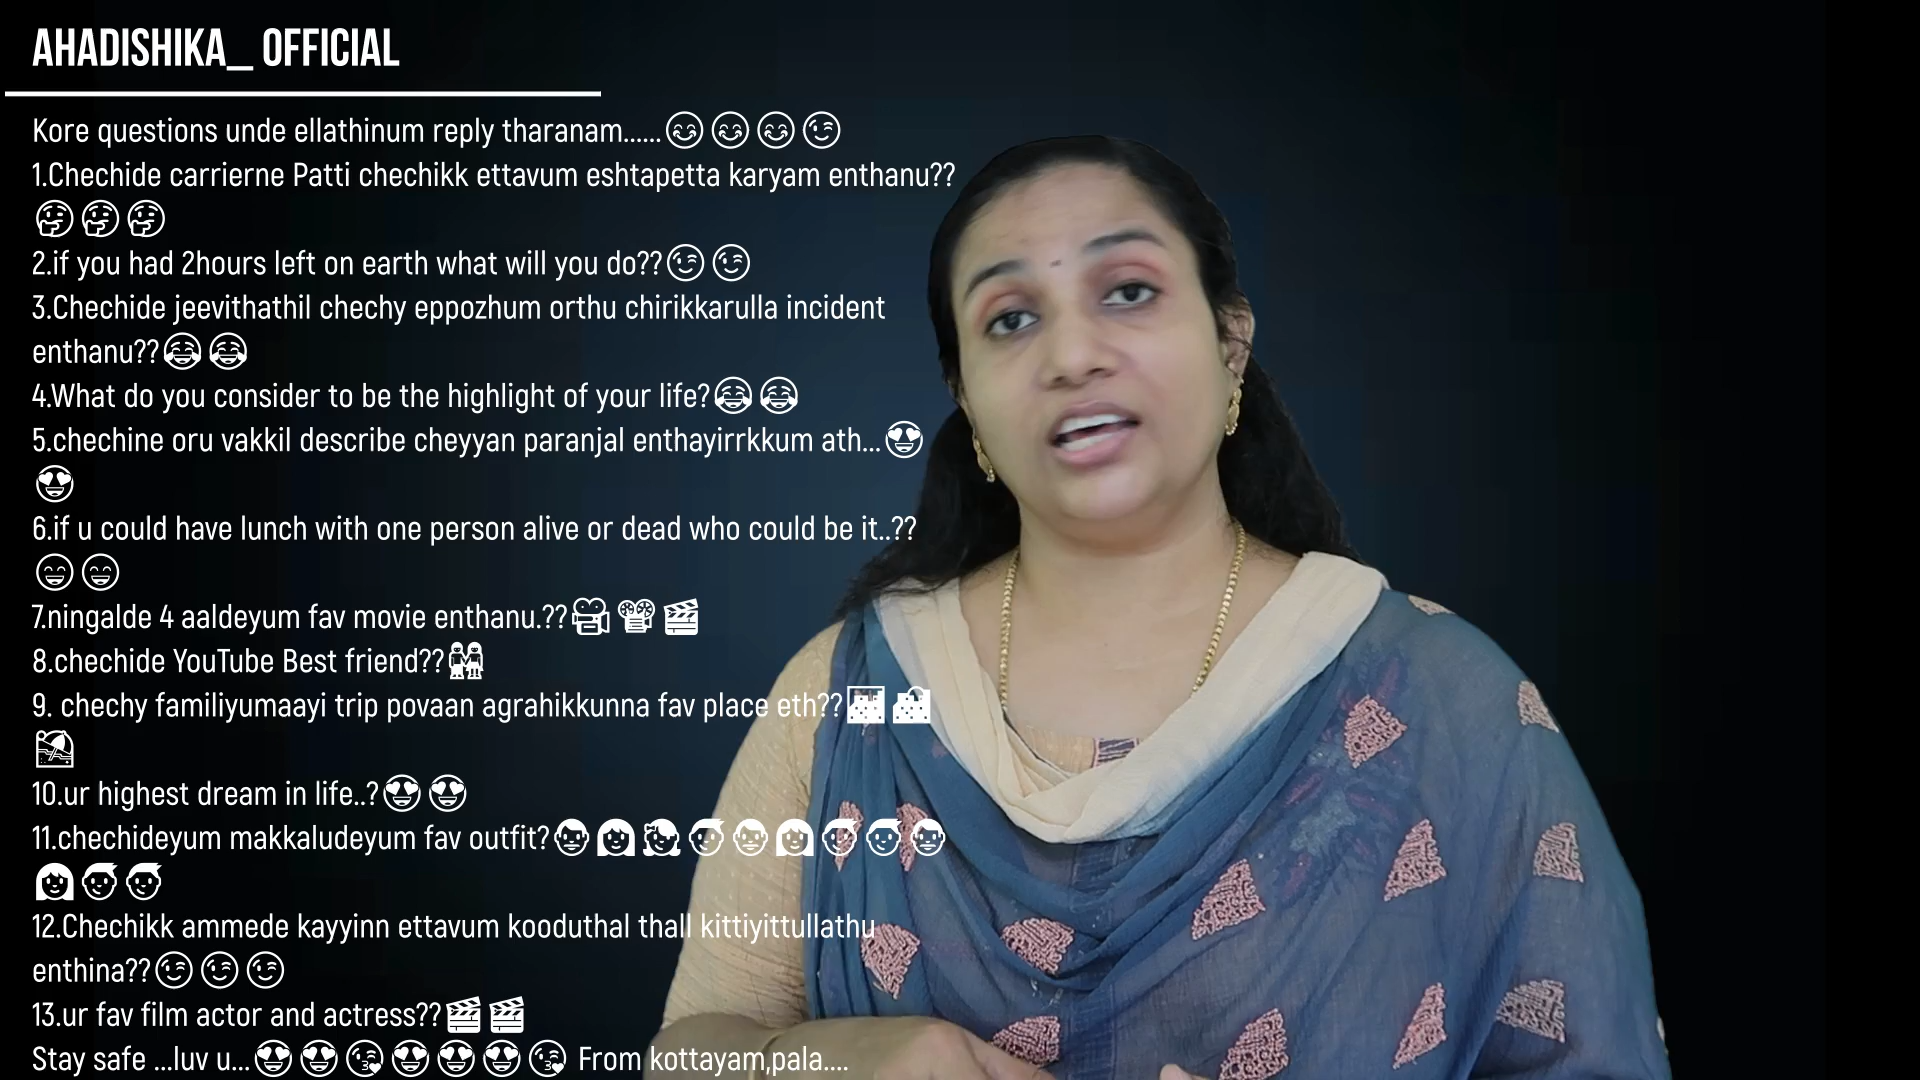 AHADISHIKA_ OFFICIAL
Kore questions unde ellathinum reply tharanam......😊😊😊😉
1.Chechide carrierne Patti chechikk ettavum eshtapetta karyam enthanu??
🤔🤔🤔
2.if you had 2hours left on earth what will you do??😉😉
3.Chechide jeevithathil chechy eppozhum orthu chirikkarulla incident
enthanu??😂😂
4.What do you consider to be the highlight of your life?😂😂
5.chechine oru vakkil describe cheyyan paranjal enthayirrkkum ath...😍
😍
6.if u could have lunch with one person alive or dead who could be it..??
😄😄
7.ningalde 4 aaldeyum fav movie enthanu.??🎥📽🎬
8.chechide YouTube Best friend??👭
9. chechy familiyumaayi trip povaan agrahikkunna fav place eth??
10.ur highest dream in life..?😍😍
11.chechideyum makkaludeyum fav outfit?👨👩👧👦👨👩👦👦👨
👩👦👦
12.Chechikk ammede kayyinn ettavum kooduthal thall kittiyittullathu
enthina??😉😉😉
13.ur fav film actor and actress??🎬🎬
Stay safe ...luv u...😍😍😘😍😍😍😘 From kottayam,pala....